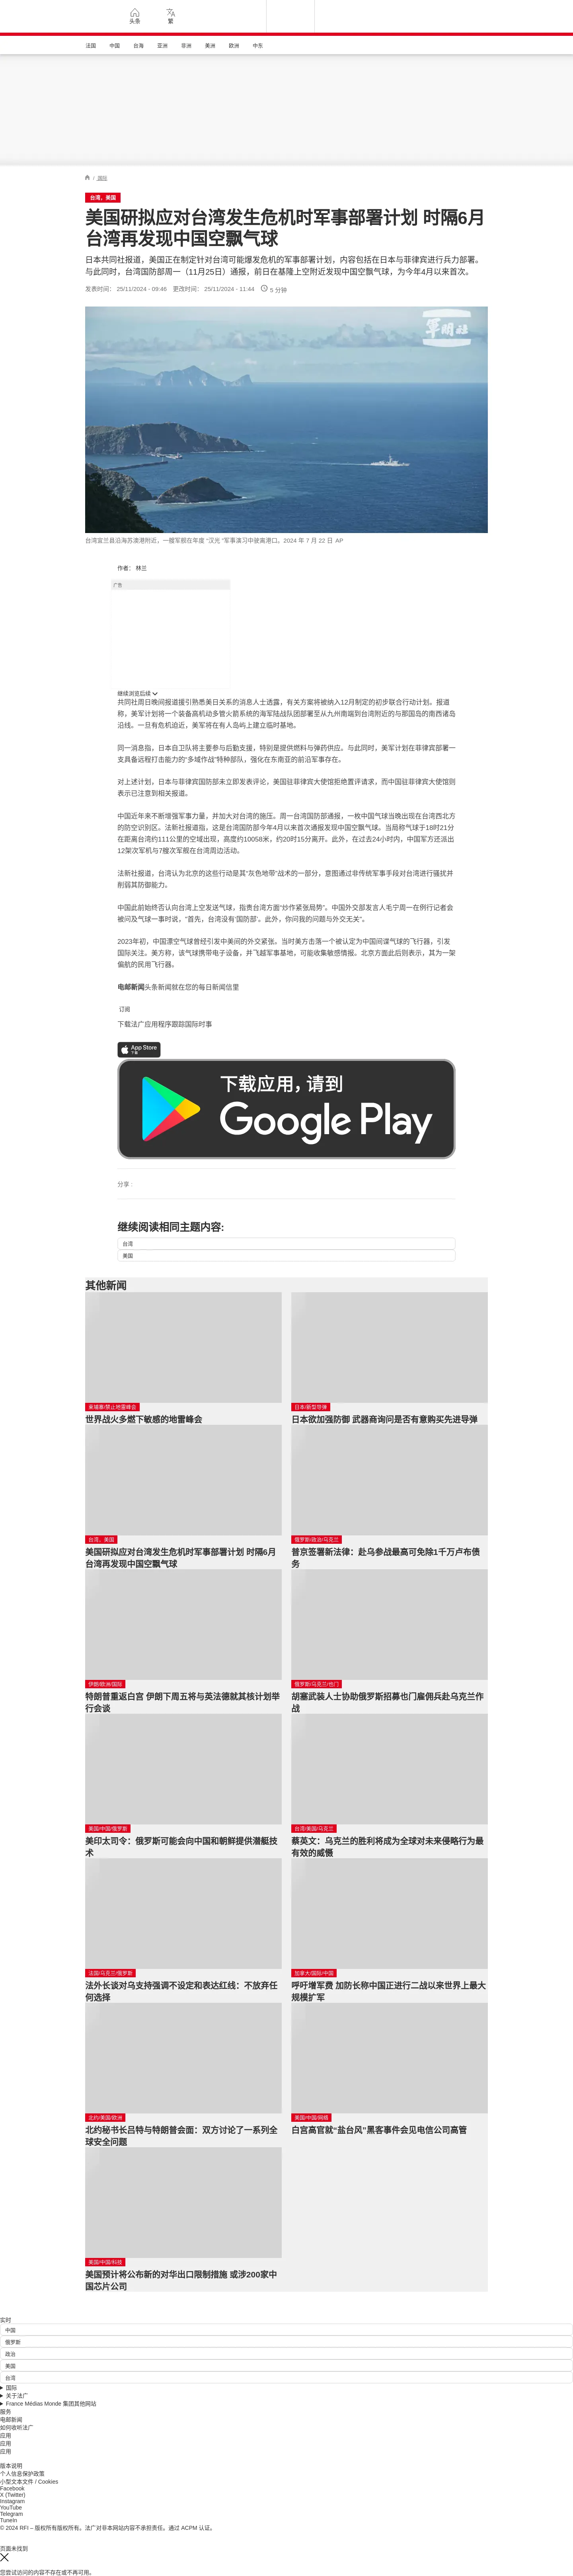 头条
繁
法国
中国
台海
亚洲
非洲
美洲
欧洲
中东
/ 国际
台湾，美国
美国研拟应对台湾发生危机时军事部署计划 时隔6月
台湾再发现中国空飘气球
日本共同社报道，美国正在制定针对台湾可能爆发危机的军事部署计划，内容包括在日本与菲律宾进行兵力部署。
与此同时，台湾国防部周一（11月25日）通报，前日在基隆上空附近发现中国空飘气球，为今年4月以来首次。
发表时间： 25/11/2024 - 09:46 更改时间： 25/11/2024 - 11:44 5 分钟
軍聞社
台湾宜兰县沿海苏澳港附近，一艘军舰在年度 "汉光 "军事演习中驶离港口。2024 年 7 月 22 日 AP
作者： 林兰
广告
继续浏览后续
共同社周日晚间报道援引熟悉美日关系的消息人士透露，有关方案将被纳入12月制定的初步联合行动计划。报道
称，美军计划将一个装备高机动多管火箭系统的海军陆战队团部署至从九州南端到台湾附近的与那国岛的南西诸岛
沿线。一旦有危机迫近，美军将在有人岛屿上建立临时基地。
同一消息指，日本自卫队将主要参与后勤支援，特别是提供燃料与弹药供应。与此同时，美军计划在菲律宾部署一
支具备远程打击能力的“多域作战”特种部队，强化在东南亚的前沿军事存在。
对上述计划，日本与菲律宾国防部未立即发表评论，美国驻菲律宾大使馆拒绝置评请求，而中国驻菲律宾大使馆则
表示已注意到相关报道。
中国近年来不断增强军事力量，并加大对台湾的施压。周一台湾国防部通报，一枚中国气球当晚出现在台湾西北方
的防空识别区。法新社报道指，这是台湾国防部今年4月以来首次通报发现中国空飘气球。当局称气球于18时21分
在距离台湾约111公里的空域出现，高度约10058米，约20时15分离开。此外，在过去24小时内，中国军方还派出
12架次军机与7艘次军舰在台湾周边活动。
法新社报道，台湾认为北京的这些行动是其“灰色地带”战术的一部分，意图通过非传统军事手段对台湾进行骚扰并
削弱其防御能力。
中国此前始终否认向台湾上空发送气球，指责台湾方面“炒作紧张局势”。中国外交部发言人毛宁周一在例行记者会
被问及气球一事时说，“首先，台湾没有‘国防部’。此外，你问我的问题与外交无关”。
2023年初，中国漂空气球曾经引发中美间的外交紧张。当时美方击落一个被认定为中国间谍气球的飞行器，引发
国际关注。美方称，该气球携带电子设备，并飞越军事基地，可能收集敏感情报。北京方面此后则表示，其为一架
偏航的民用飞行器。
电邮新闻头条新闻就在您的每日新闻信里
订阅
下载法广应用程序跟踪国际时事
App Store
下载
下载应用，请到
Google Play
分享 :
继续阅读相同主题内容:
台湾
美国
其他新闻
柬埔寨/禁止地雷峰会
世界战火多燃下敏感的地雷峰会
日本/新型导弹
日本欲加强防御 武器商询问是否有意购买先进导弹
台湾，美国
美国研拟应对台湾发生危机时军事部署计划 时隔6月
台湾再发现中国空飘气球
俄罗斯/政治/乌克兰
普京签署新法律：赴乌参战最高可免除1千万卢布债
务
伊朗/欧洲/国际
特朗普重返白宫 伊朗下周五将与英法德就其核计划举
行会谈
俄罗斯/乌克兰/也门
胡塞武装人士协助俄罗斯招募也门雇佣兵赴乌克兰作
战
美国/中国/俄罗斯
美印太司令：俄罗斯可能会向中国和朝鲜提供潜艇技
术
台湾/美国/乌克兰
蔡英文：乌克兰的胜利将成为全球对未来侵略行为最
有效的威慑
法国/乌克兰/俄罗斯
法外长谈对乌支持强调不设定和表达红线：不放弃任
何选择
加拿大/国际/中国
呼吁增军费 加防长称中国正进行二战以来世界上最大
规模扩军
北约/美国/欧洲
北约秘书长吕特与特朗普会面：双方讨论了一系列全
球安全问题
美国/中国/网络
白宫高官就“盐台风”黑客事件会见电信公司高管
美国/中国/科技
美国预计将公布新的对华出口限制措施 或涉200家中
国芯片公司
实时
中国
俄罗斯
政治
美国
台湾
国际
关于法广
France Médias Monde 集团其他网站
服务
电邮新闻
如何收听法广
应用
应用
应用
版本说明
个人信息保护政策
小型文本文件 / Cookies
Facebook
X (Twitter)
Instagram
YouTube
Telegram
TuneIn
© 2024 RFI – 版权所有版权所有。法广对非本网站内容不承担责任。通过 ACPM 认证。
页面未找到
您尝试访问的内容不存在或不再可用。